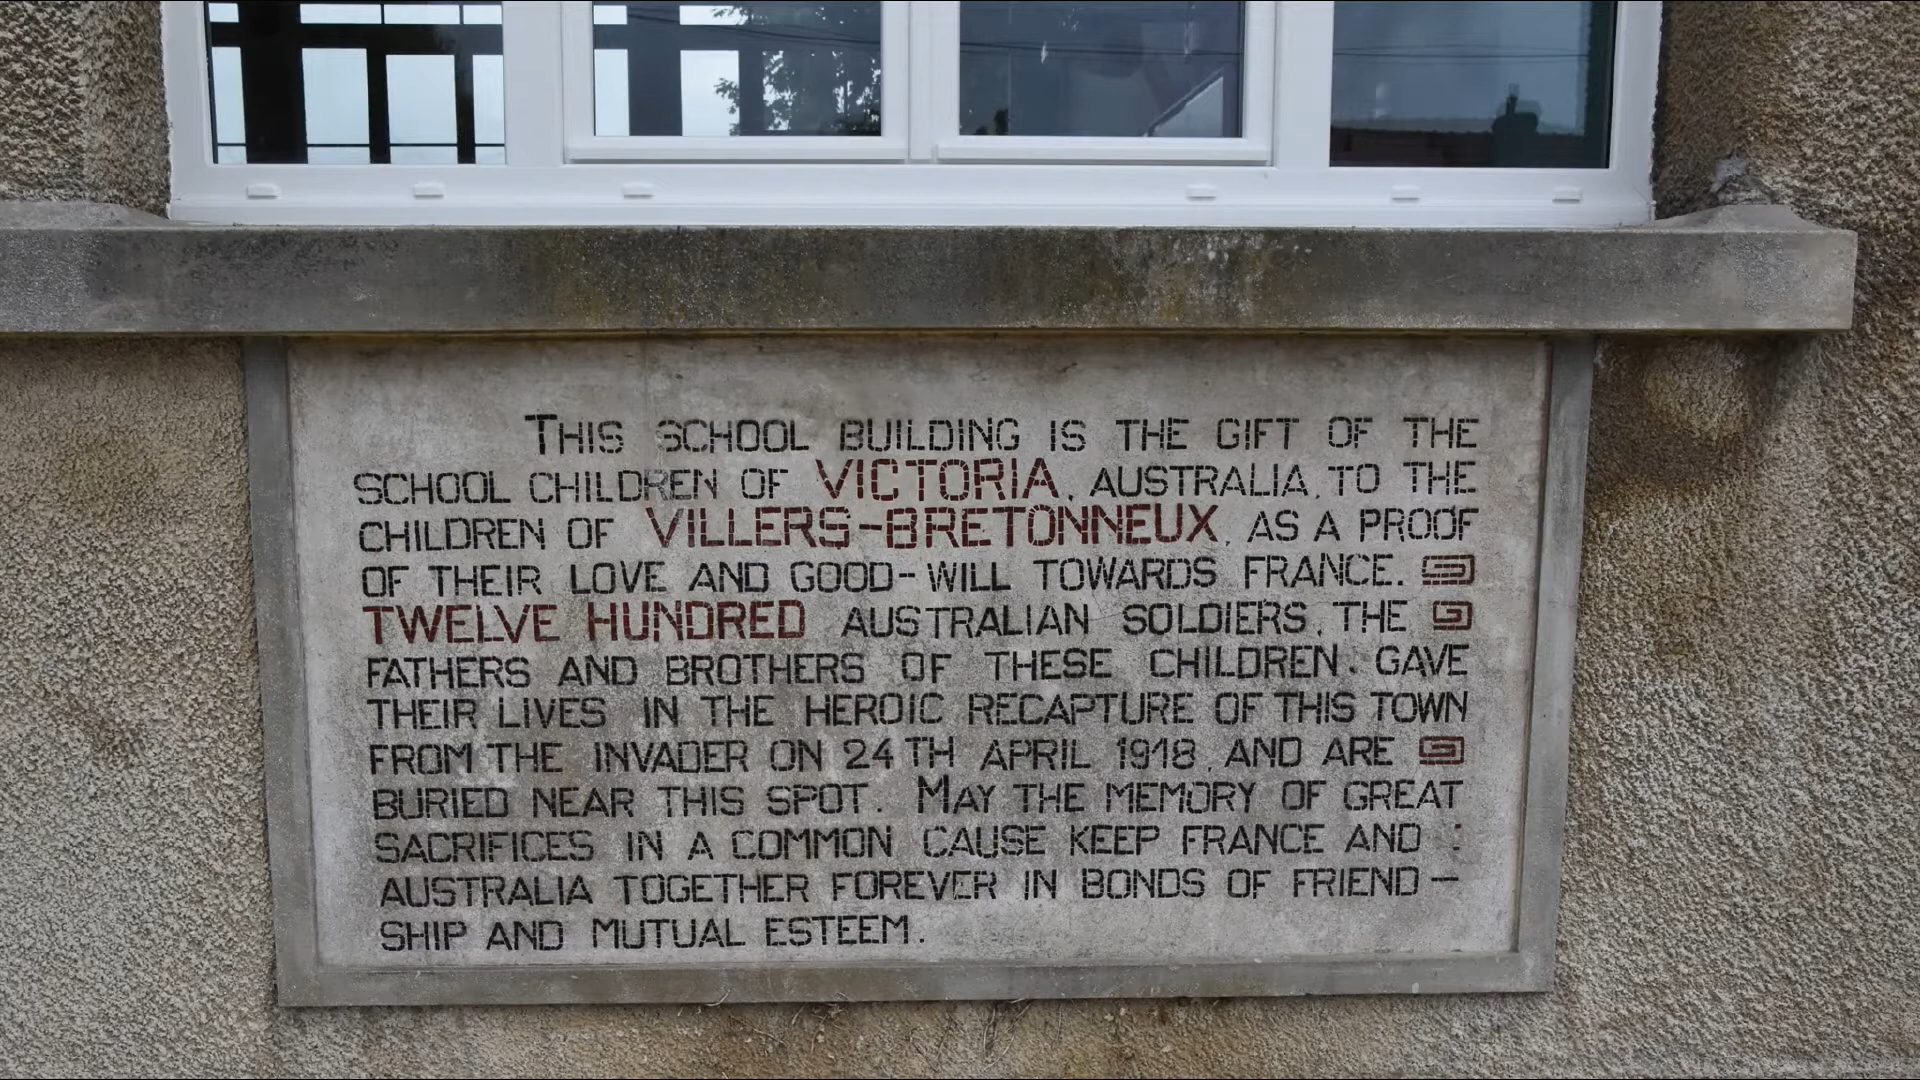 THIS SCHOOL BUILDING IS THE GIFT OF THE
SCHOOL CHILDREN OF VICTORIA, AUSTRALIA, TO THE
CHILDREN OF VILLERS-BRETONNEUX, AS A PROOF
OF THEIR LOVE AND GOOD-WILL TOWARDS FRANCE.
TWELVE HUNDRED AUSTRALIAN SOLDIERS, THE
FATHERS AND BROTHERS OF THESE CHILDREN, GAVE
THEIR LIVES IN THE HEROIC RECAPTURE OF THIS TOWN
FROM THE INVADER ON 24TH APRIL 1918, AND ARE
BURIED NEAR THIS SPOT. MAY THE MEMORY OF GREAT
SACRIFICES IN A COMMON CAUSE KEEP FRANCE AND :
AUSTRALIA TOGETHER FOREVER IN BONDS OF FRIEND-
SHIP AND MUTUAL ESTEEM.